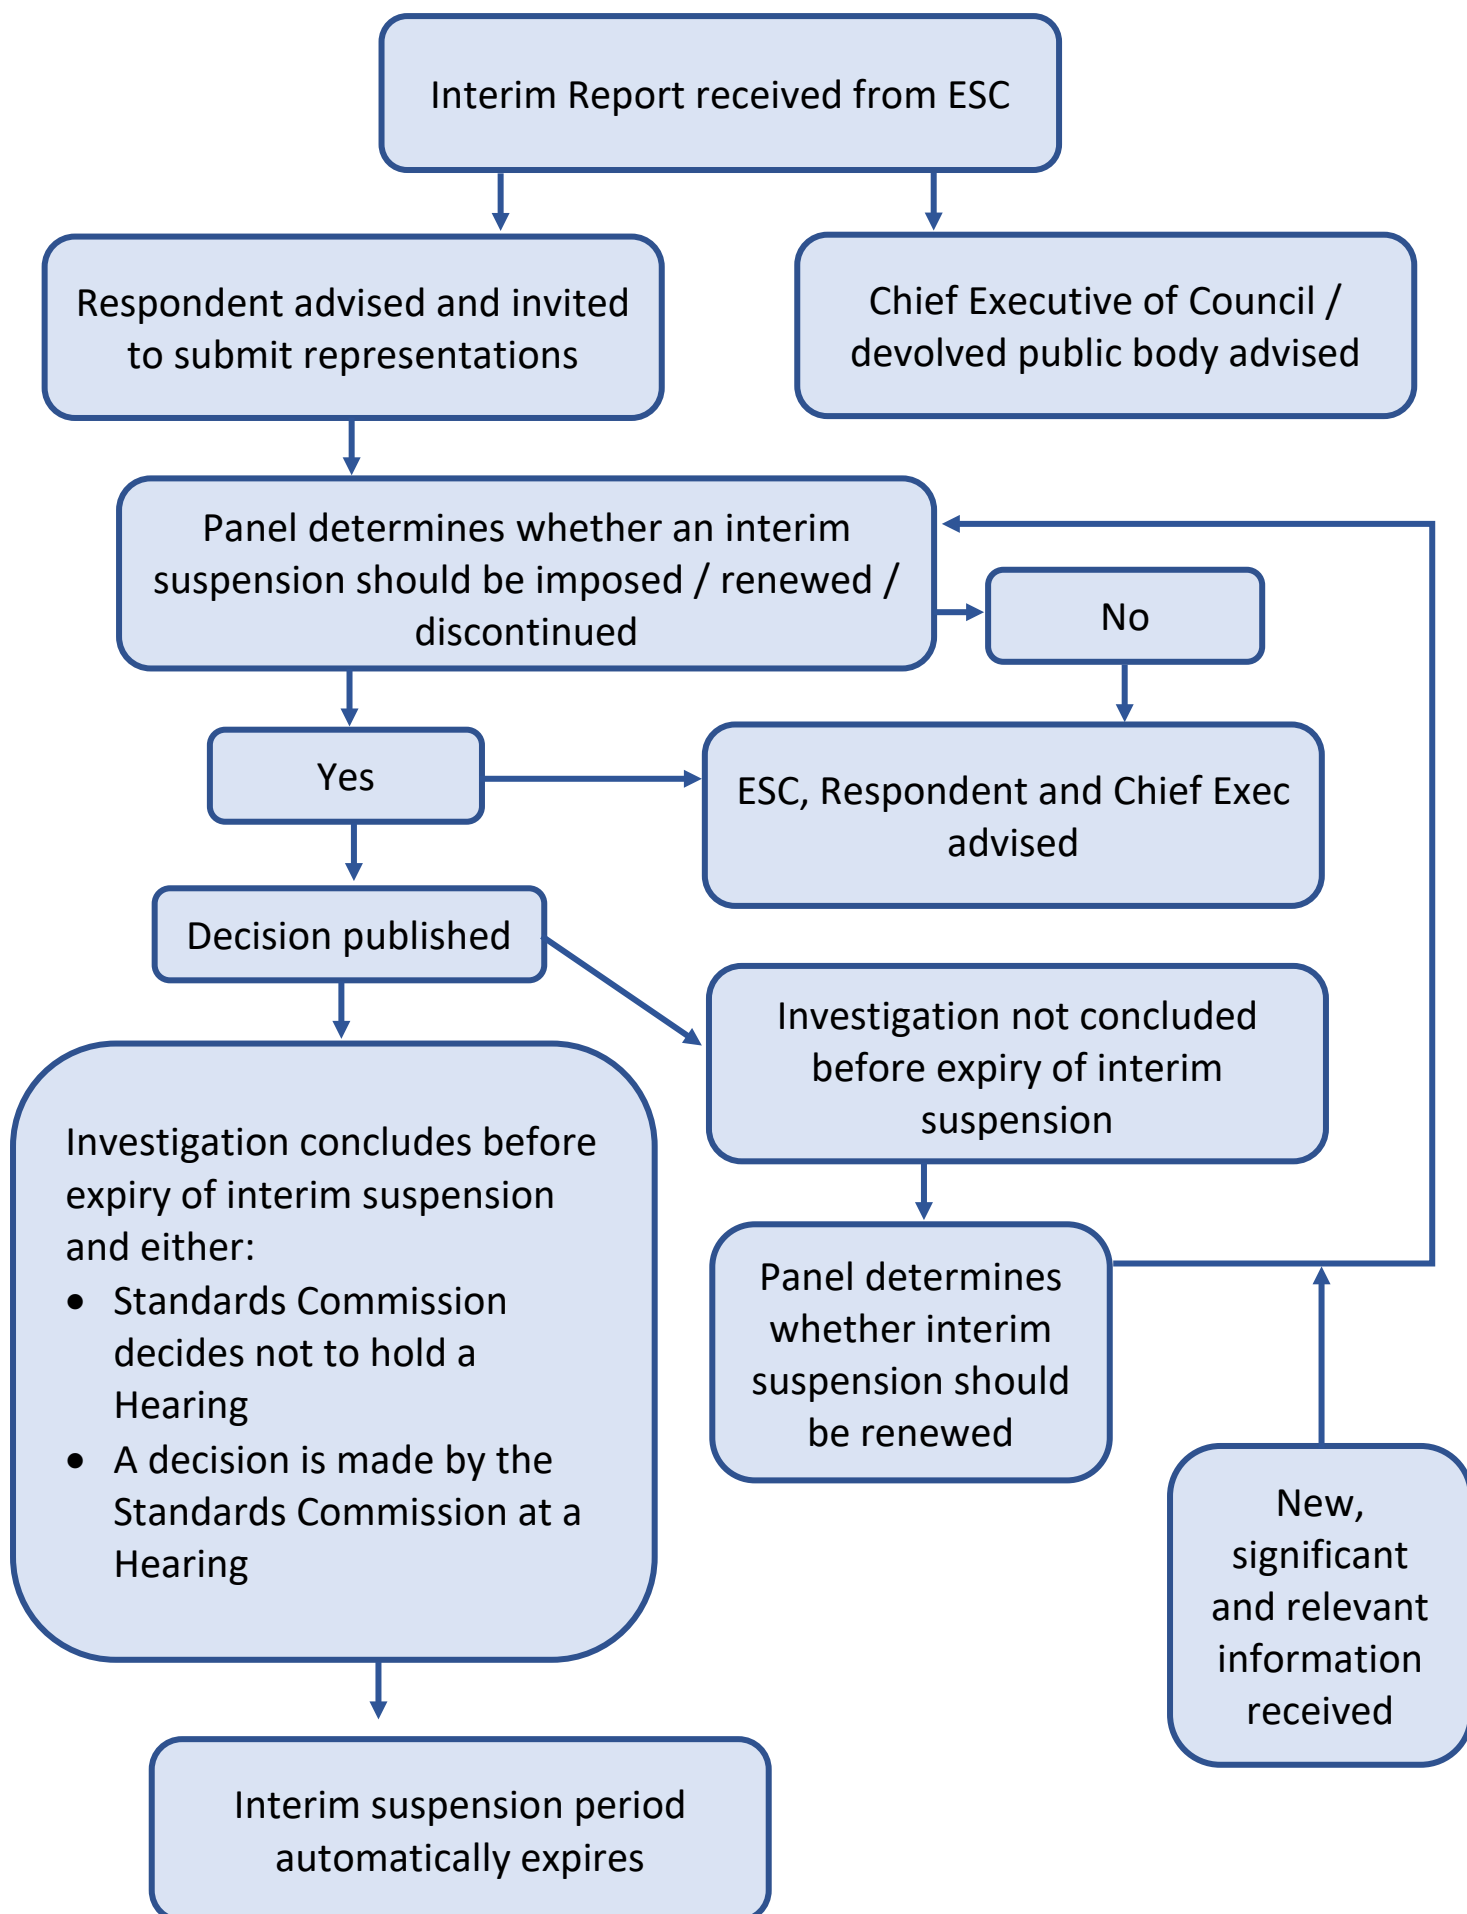 Interim Report received from ESC
Respondent advised and invited
to submit representations
Chief Executive of Council /
devolved public body advised
Panel determines whether an interim
suspension should be imposed / renewed /
discontinued
No
Yes
ESC, Respondent and Chief Exec
advised
Decision published
Investigation not concluded
before expiry of interim
suspension
Investigation concludes before
expiry of interim suspension
and either:
• Standards Commission
decides not to hold a
Hearing
• A decision is made by the
Standards Commission at a
Hearing
Panel determines
whether interim
suspension should
be renewed
New,
significant
and relevant
information
received
Interim suspension period
automatically expires